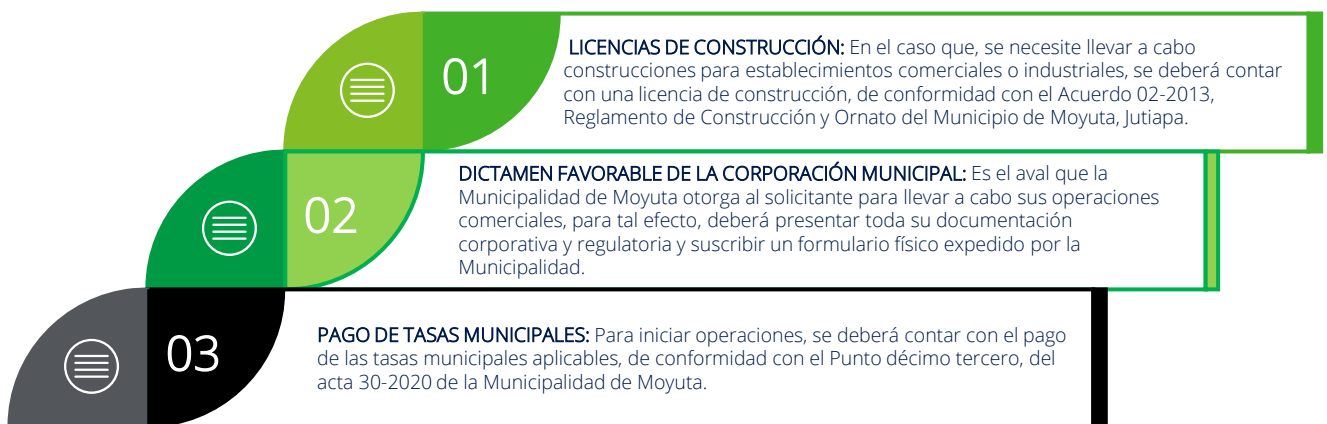 01
LICENCIAS DE CONSTRUCCIÓN: En el caso que, se necesite llevar a cabo
construcciones para establecimientos comerciales o industriales, se deberá contar
con una licencia de construcción, de conformidad con el Acuerdo 02-2013,
Reglamento de Construcción y Ornato del Municipio de Moyuta, Jutiapa.
02
DICTAMEN FAVORABLE DE LA CORPORACIÓN MUNICIPAL: Es el aval que la
Municipalidad de Moyuta otorga al solicitante para llevar a cabo sus operaciones
comerciales, para tal efecto, deberá presentar toda su documentación
corporativa y regulatoria y suscribir un formulario físico expedido por la
Municipalidad.
03
PAGO DE TASAS MUNICIPALES: Para iniciar operaciones, se deberá contar con el pago
de las tasas municipales aplicables, de conformidad con el Punto décimo tercero, del
acta 30-2020 de la Municipalidad de Moyuta.